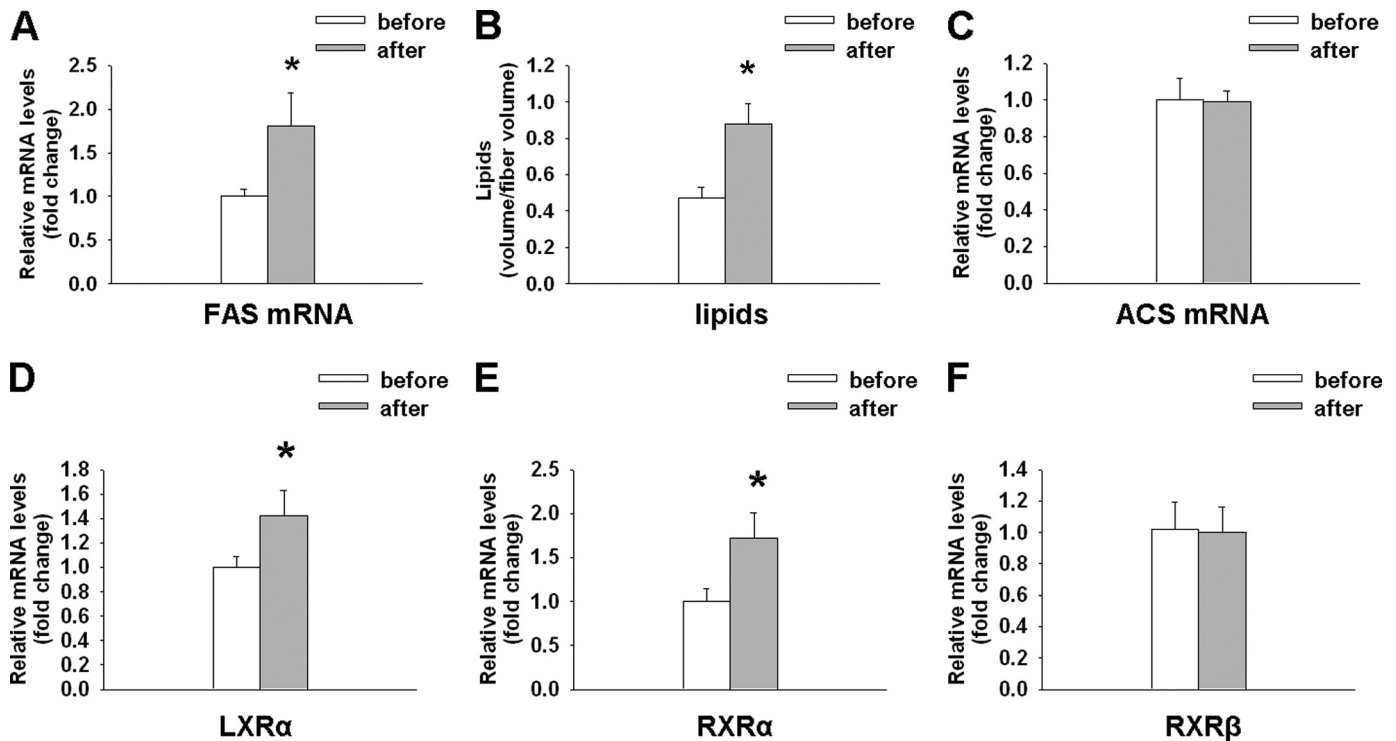 A
before
after
Relative mRNA levels
(fold change)
2.5
2.0
1.5
1.0
0.5
0.0
*
FAS mRNA
B
before
after
Lipids
(volume/fiber volume)
1.2
1.0
0.8
0.6
0.4
0.2
0.0
*
lipids
C
before
after
Relative mRNA levels
(fold change)
1.2
1.0
0.8
0.6
0.4
0.2
0.0
ACS mRNA
D
before
after
Relative mRNA levels
(fold change)
1.8
1.6
1.4
1.2
1.0
0.8
0.6
0.4
0.2
0.0
*
LXRα
E
before
after
Relative mRNA levels
(fold change)
2.5
2.0
1.5
1.0
0.5
0.0
*
RXRα
F
before
after
Relative mRNA levels
(fold change)
1.4
1.2
1.0
0.8
0.6
0.4
0.2
0.0
RXRβ